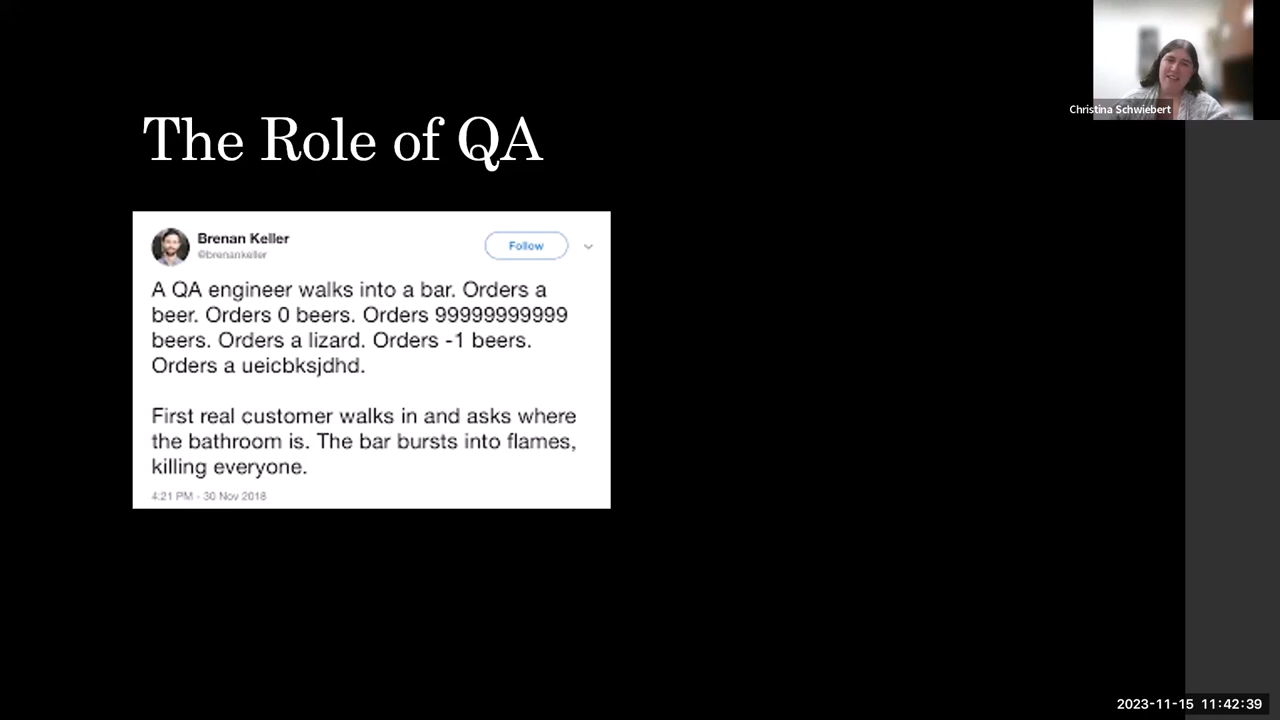 Christina Schwiebert
The Role of QA
Brenan Keller
@brenankeller
Follow
A QA engineer walks into a bar. Orders a
beer. Orders 0 beers. Orders 99999999999
beers. Orders a lizard. Orders -1 beers.
Orders a ueicbksjdhd.
First real customer walks in and asks where
the bathroom is. The bar bursts into flames,
killing everyone.
4:21 PM - 30 Nov 2018
2023-11-15 11:42:39